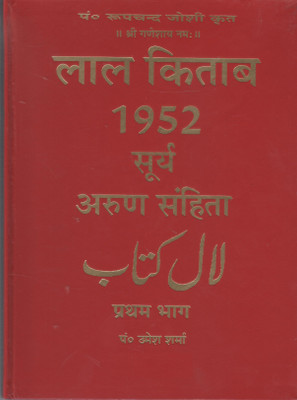 पं० रूपचन्द जोशी कृत
॥ श्री गणेशाय नमः ॥
लाल किताब
1952
सूर्य
अरुण संहिता
لال کتاب
प्रथम भाग
पं० उमेश शर्मा